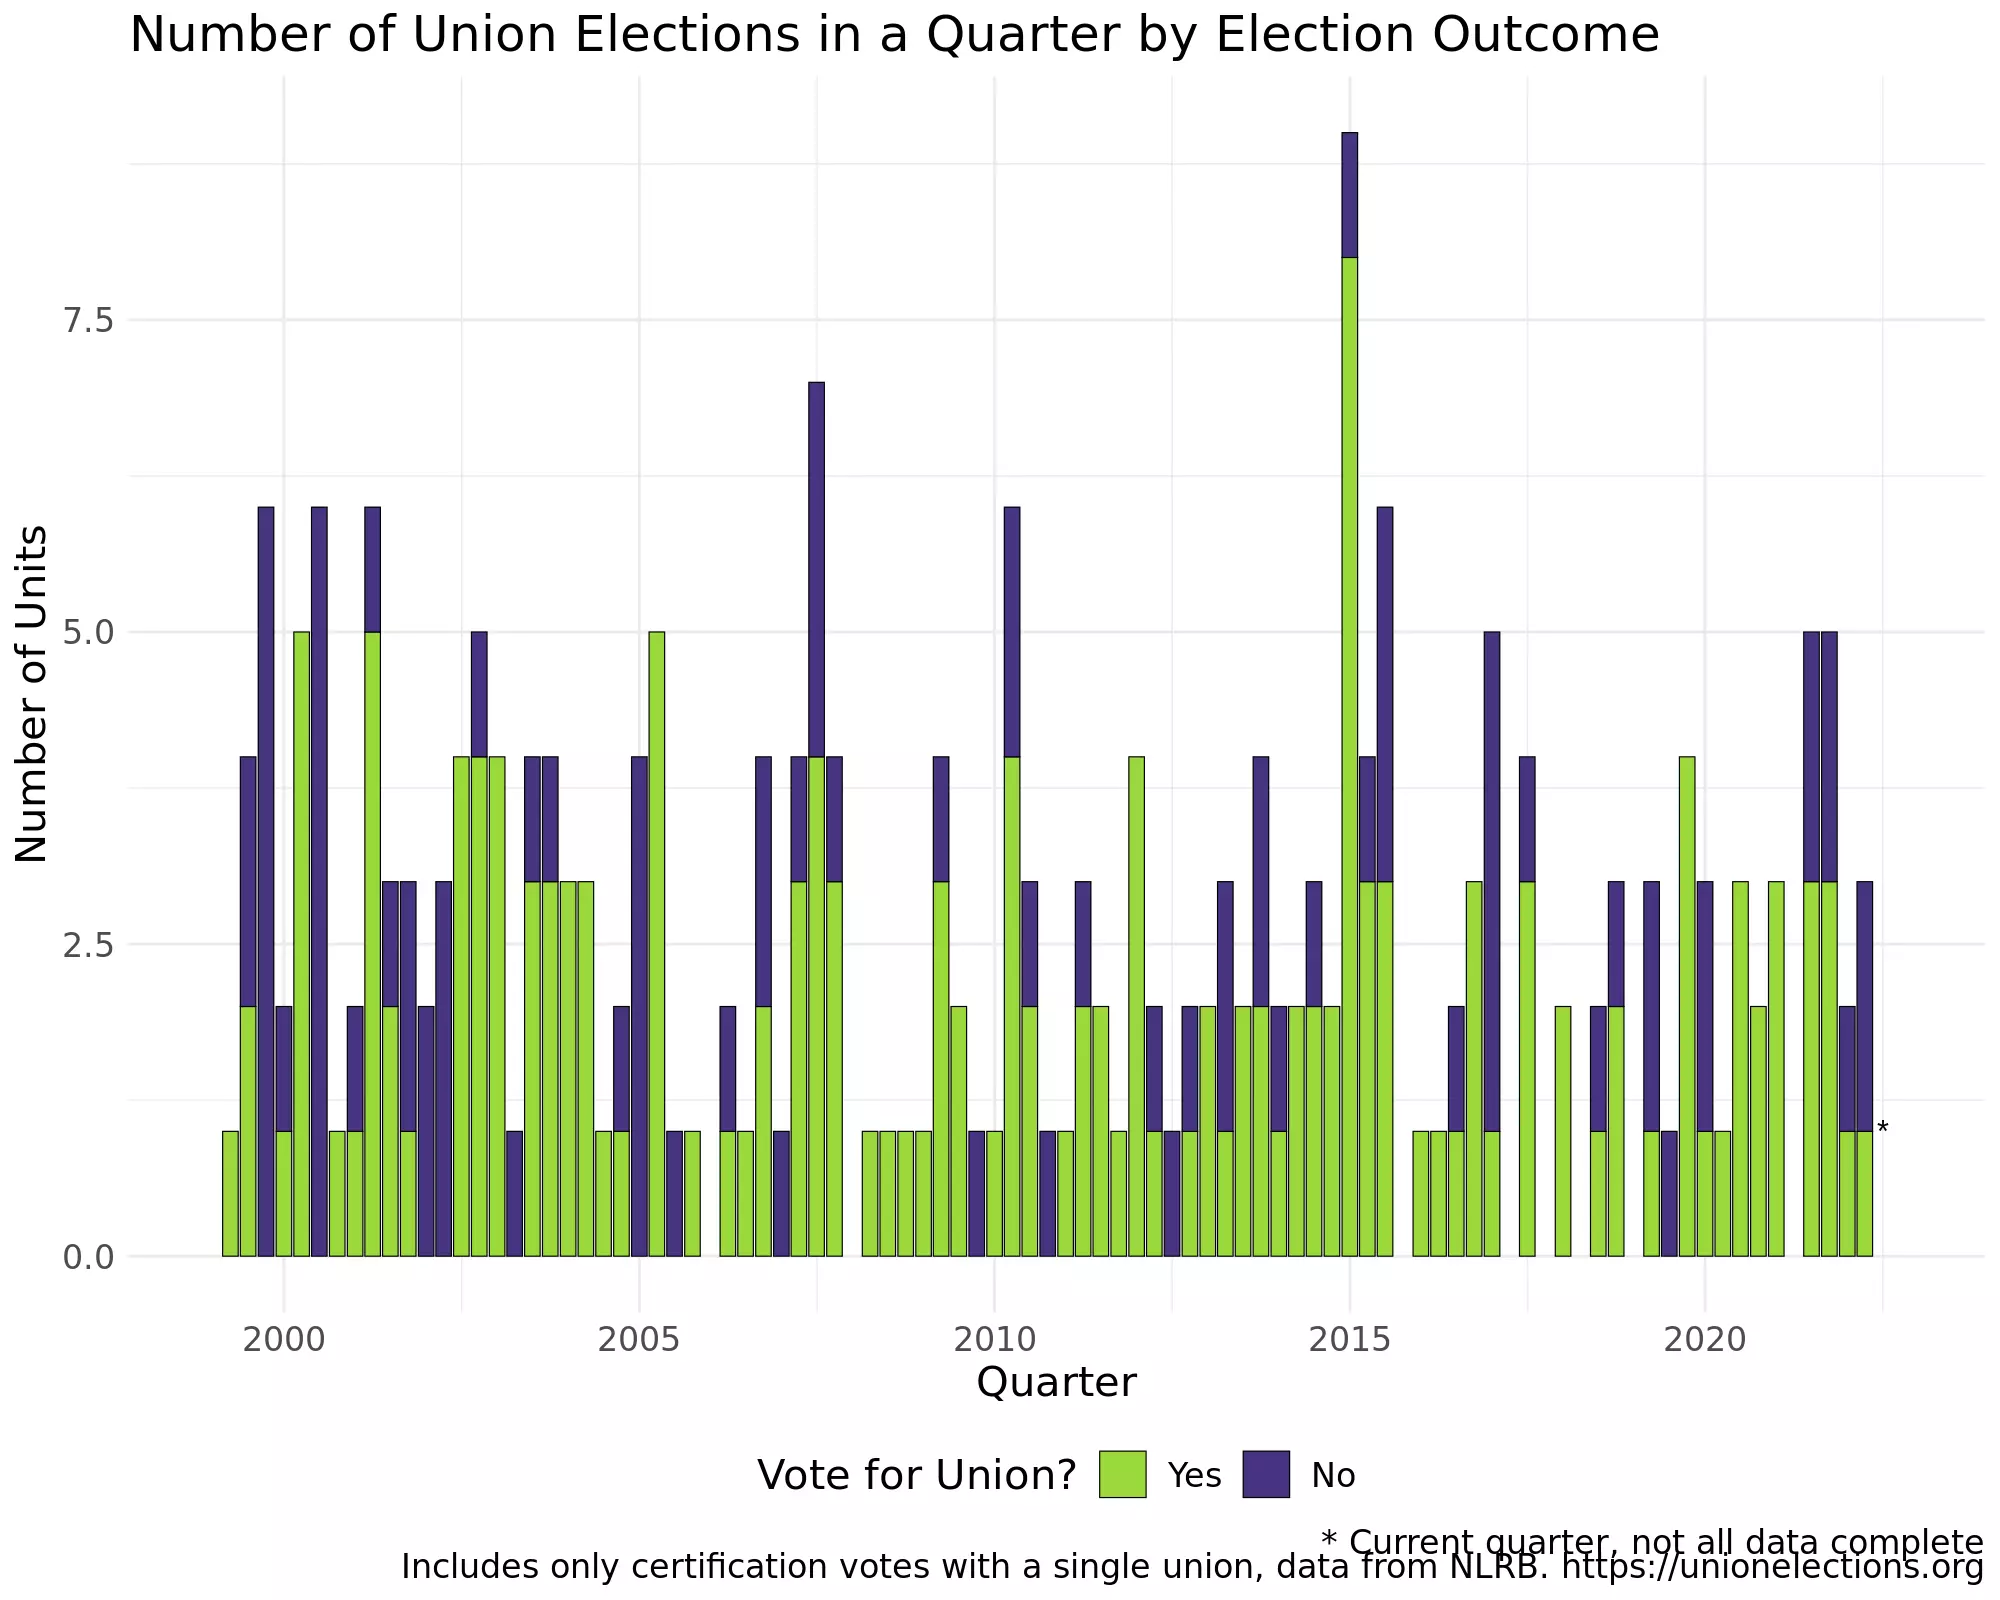 Number of Union Elections in a Quarter by Election Outcome
Number of Units
7.5
5.0
2.5
0.0
*
2000 2005 2010 2015 2020
Quarter
Vote for Union? Yes No
* Current quarter, not all data complete
Includes only certification votes with a single union, data from NLRB. https://unionelections.org